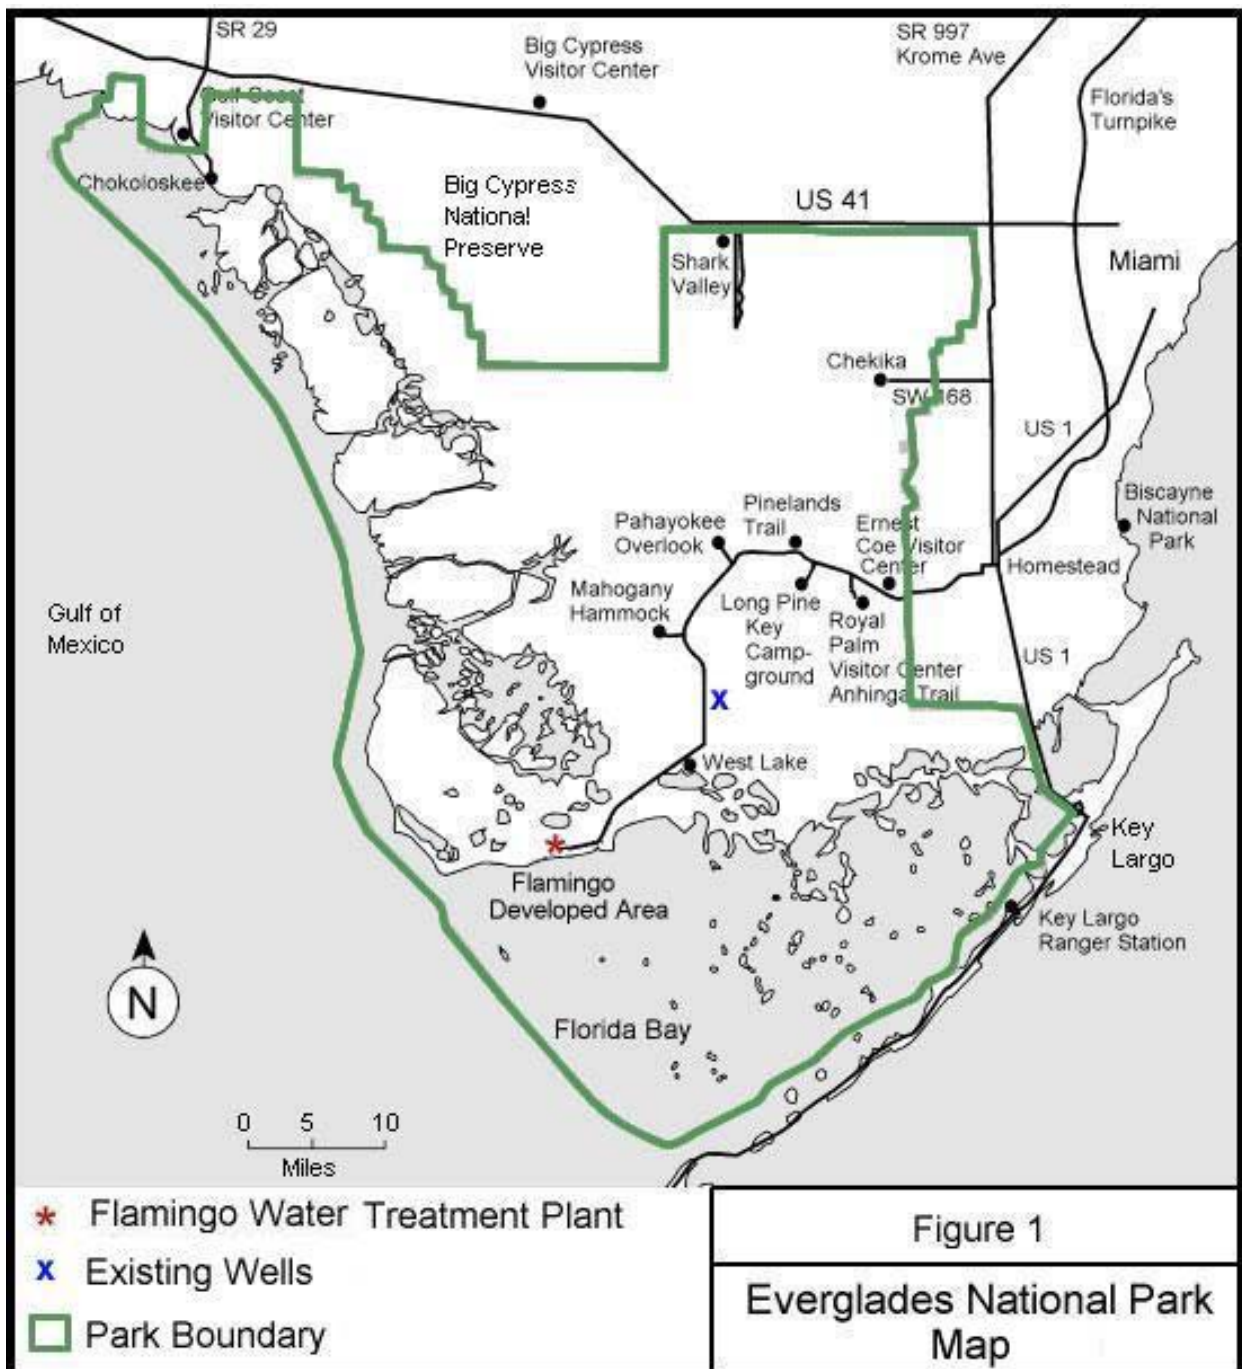 SR 29
Big Cypress
Visitor Center
SR 997
Krome Ave
Florida's
Turnpike
Gulf Coast
Visitor Center
Chokoloskee
Big Cypress
National
Preserve
US 41
Shark
Valley
Miami
Chekika
SW 168
US 1
Biscayne
National
Park
Pahayokee
Overlook
Pinelands
Trail
Ernest
Coe Visitor
Center
Homestead
Mahogany
Hammock
Long Pine
Key
Camp-
ground
Royal
Palm
Visitor Center
Anhinga Trail
US 1
Gulf of
Mexico
x
West Lake
*
Flamingo
Developed Area
Key
Largo
Key Largo
Ranger Station
N
Florida Bay
0 5 10
Miles
* Flamingo Water Treatment Plant
x Existing Wells
Park Boundary
Figure 1
Everglades National Park
Map